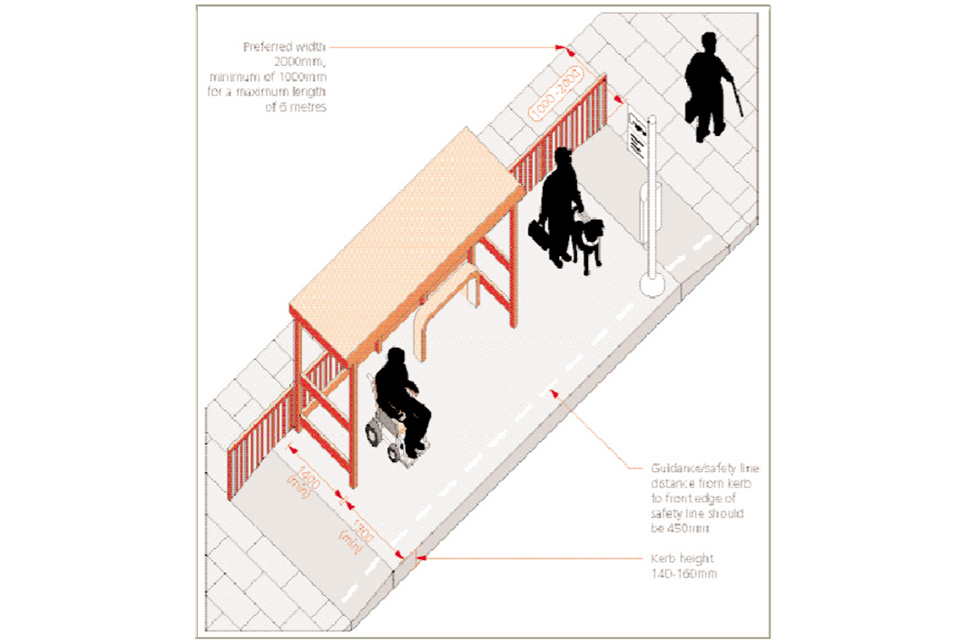 Preferred width
2000mm,
minimum of 1000mm
for a maximum length
of 6 metres
1000 -2000
Guidance/safety line
distance from kerb
to front edge of
safety line should
be 450mm
1400
(min)
1700
(min)
Kerb height
140-160mm